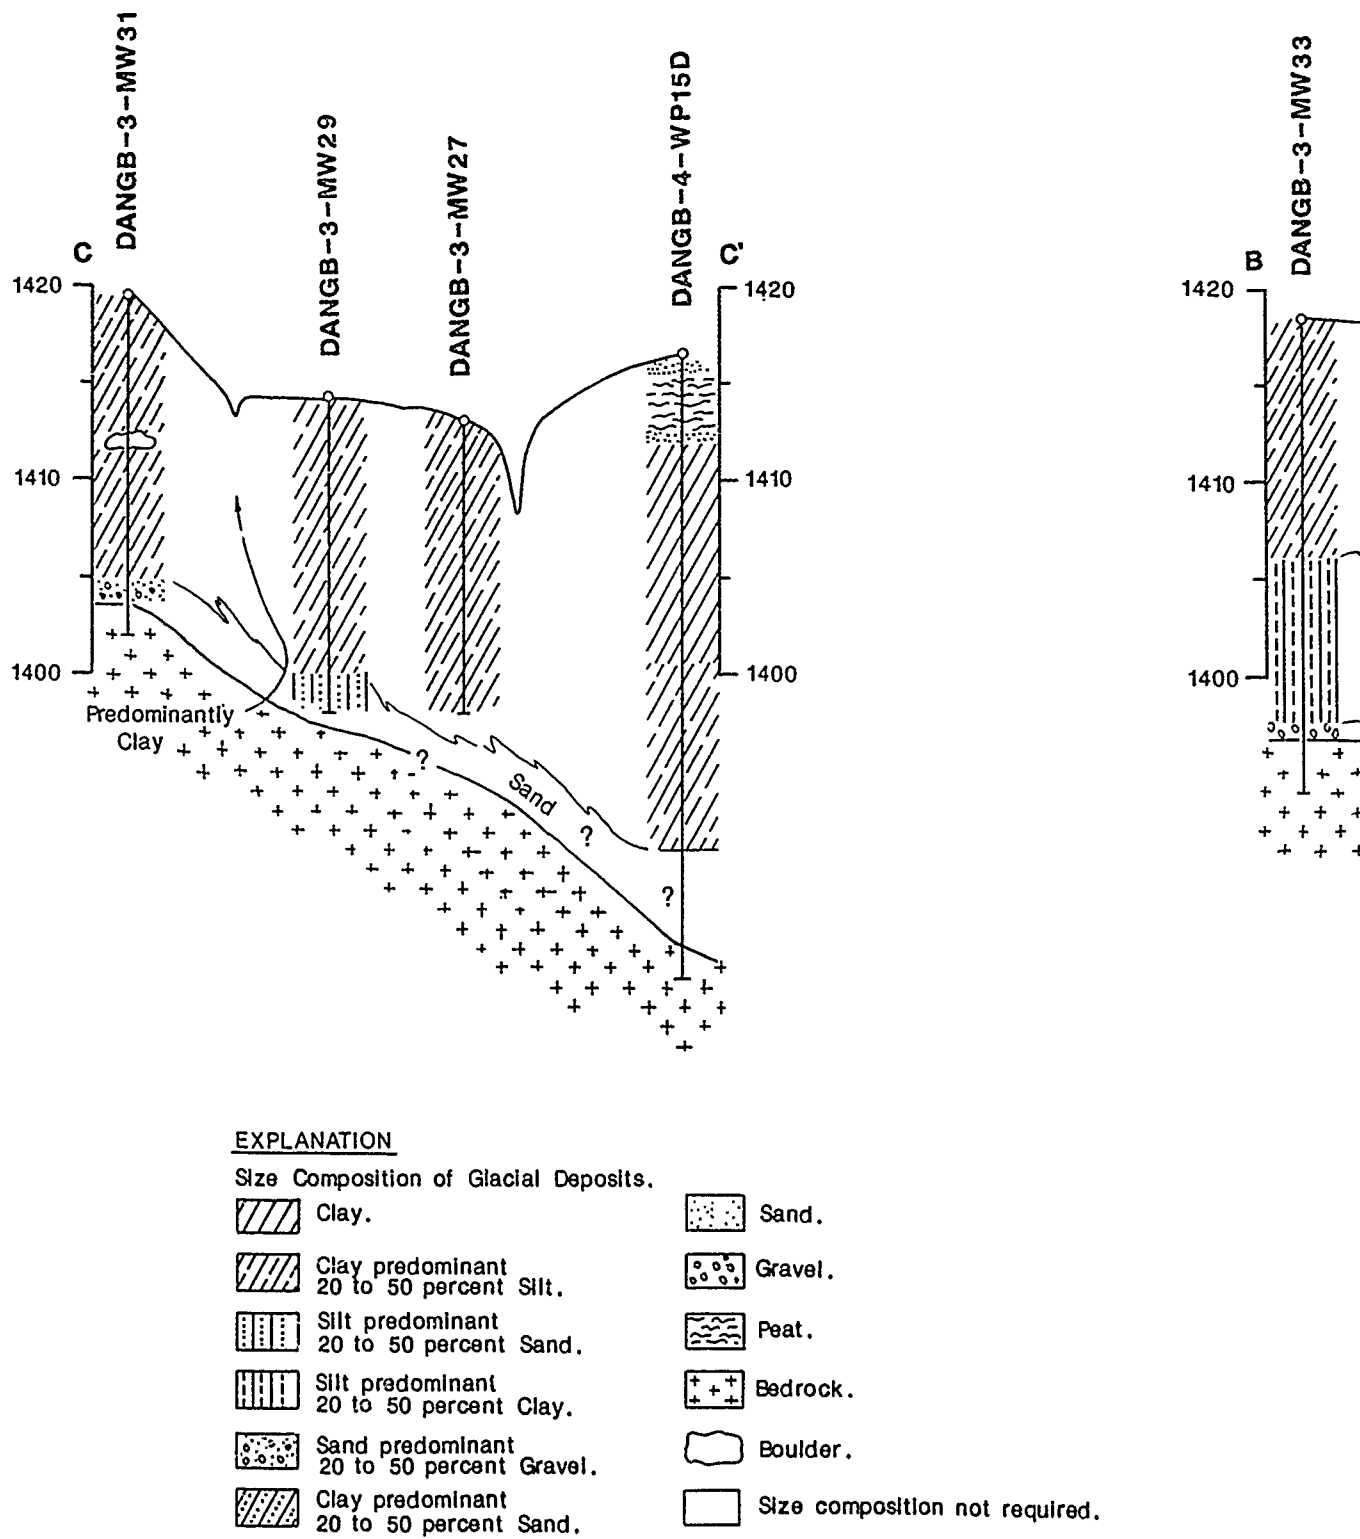 DANGB-3-MW31
DANGB-3-MW29
DANGB-3-MW27
DANGB-4-WP15D
DANGB-3-MW33
C
C'
B
1420
1420
1420
1410
1410
1410
1400
1400
1400
Predominantly
Clay
?
Sand
?
?
EXPLANATION
Size Composition of Glacial Deposits.
Clay.
Clay predominant
20 to 50 percent Silt.
Silt predominant
20 to 50 percent Sand.
Silt predominant
20 to 50 percent Clay.
Sand predominant
20 to 50 percent Gravel.
Clay predominant
20 to 50 percent Sand.
Sand.
Gravel.
Peat.
Bedrock.
Boulder.
Size composition not required.